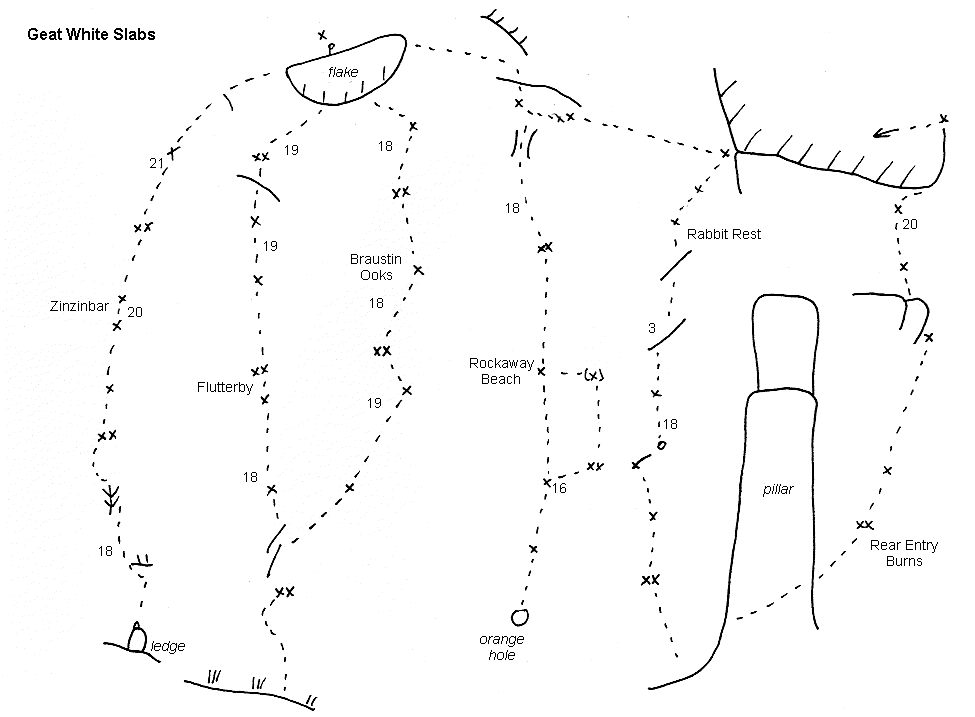 Geat White Slabs
flake
21
19
18
18
20
Rabbit Rest
19
Braustin
Ooks
Zinzinbar
20
18
3
Rockaway
Beach
Flutterby
19
18
18
16
pillar
18
Rear Entry
Burns
ledge
orange
hole